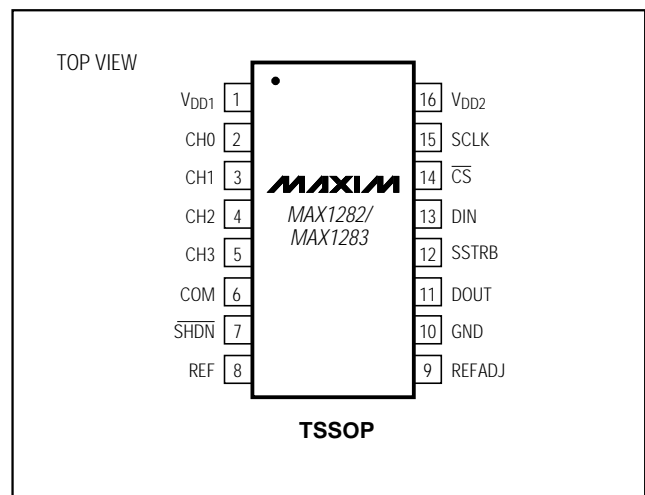 TOP VIEW
VDD1 1
CH0 2
CH1 3
CH2 4
CH3 5
COM 6
SHDN 7
REF 8
MAXIM
MAX1282/
MAX1283
16 VDD2
15 SCLK
14 CS
13 DIN
12 SSTRB
11 DOUT
10 GND
9 REFADJ
TSSOP